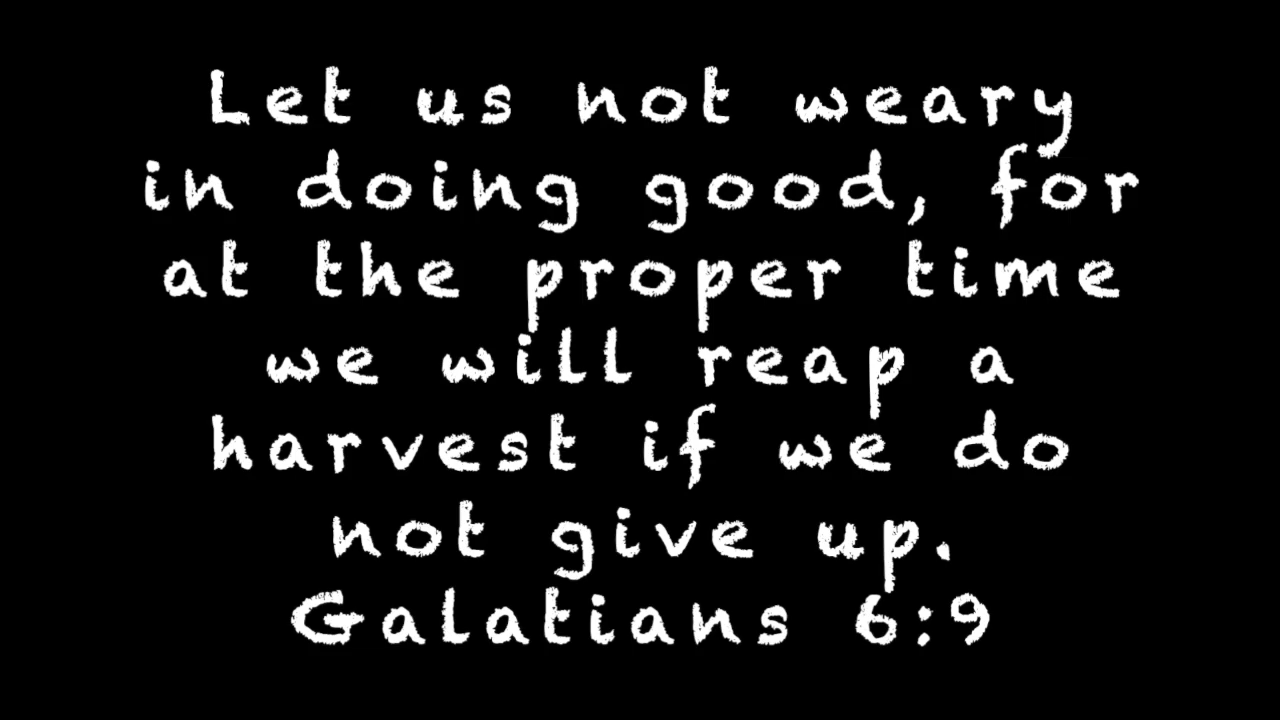 Let us not weary
in doing good, for
at the proper time
we will reap a
harvest if we do
not give up.
Galatians 6:9